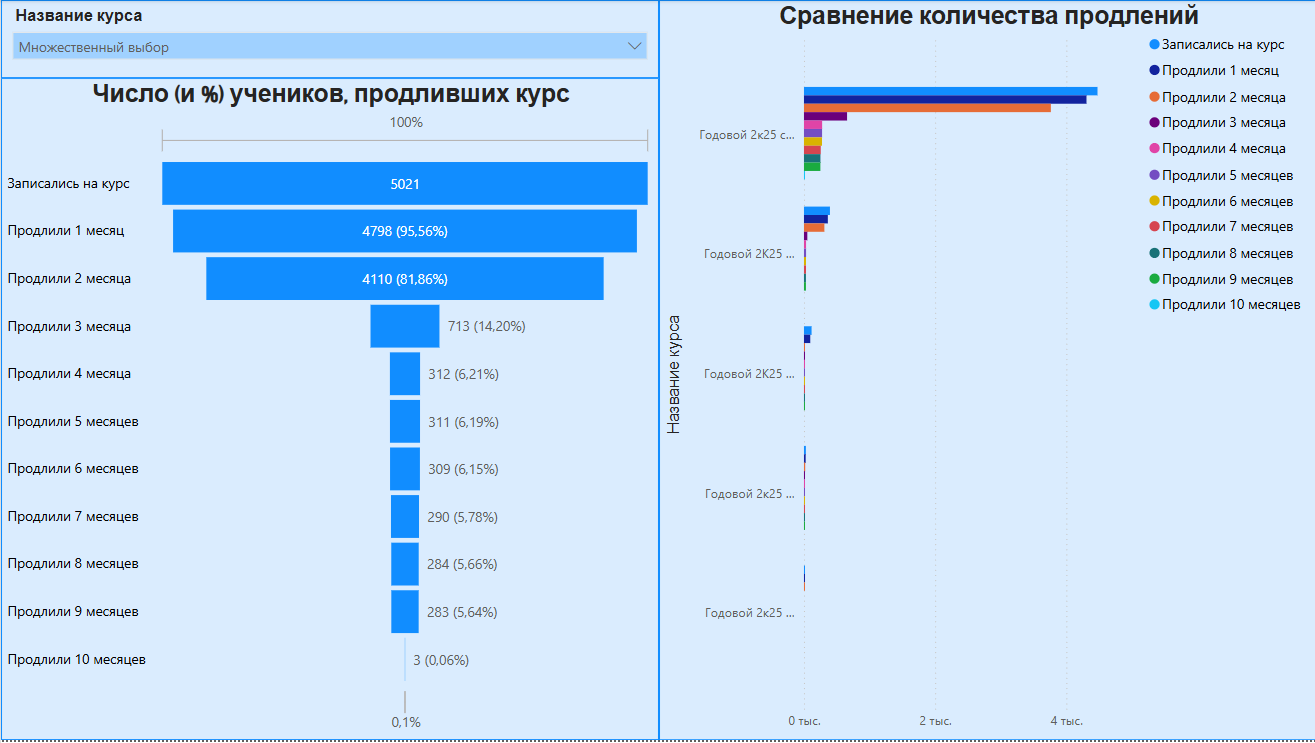 Название курса
Множественный выбор
Число (и %) учеников, продливших курс
100%
Записались на курс
5021
Продлили 1 месяц
4798 (95,56%)
Продлили 2 месяца
4110 (81,86%)
Продлили 3 месяца
713 (14,20%)
Продлили 4 месяца
312 (6,21%)
Продлили 5 месяцев
311 (6,19%)
Продлили 6 месяцев
309 (6,15%)
Продлили 7 месяцев
290 (5,78%)
Продлили 8 месяцев
284 (5,66%)
Продлили 9 месяцев
283 (5,64%)
Продлили 10 месяцев
3 (0,06%)
0,1%
Сравнение количества продлений
Записались на курс
Продлили 1 месяц
Продлили 2 месяца
Продлили 3 месяца
Продлили 4 месяца
Продлили 5 месяцев
Продлили 6 месяцев
Продлили 7 месяцев
Продлили 8 месяцев
Продлили 9 месяцев
Продлили 10 месяцев
Название курса
Годовой 2к25 с...
Годовой 2К25 ...
Годовой 2К25 ...
Годовой 2к25 ...
Годовой 2к25 ...
0 тыс.
2 тыс.
4 тыс.